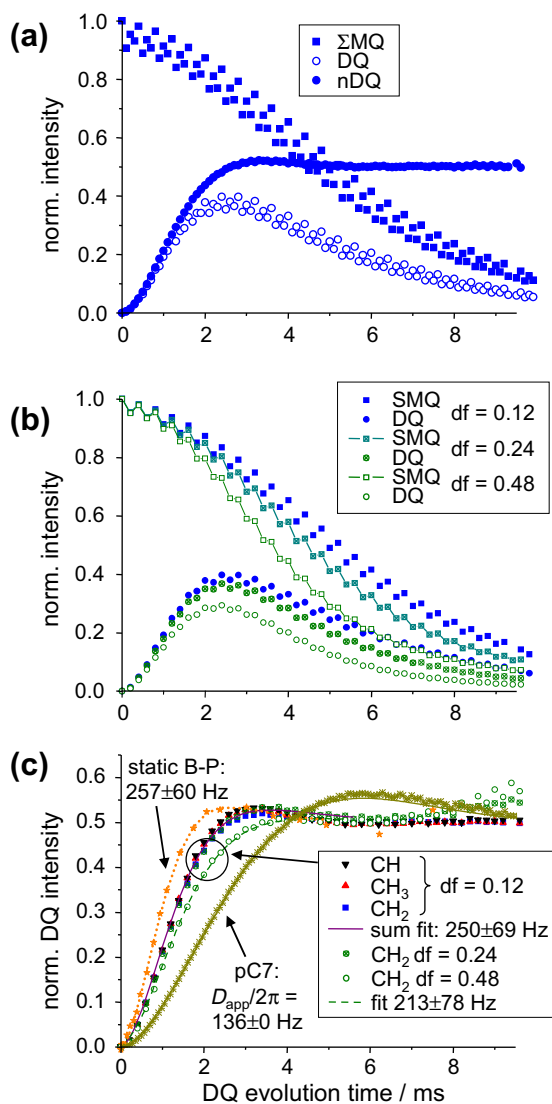 (a)
norm. intensity
1.0
0.8
0.6
0.4
0.2
0.0
ΣMQ
DQ
nDQ
0 2 4 6 8
(b)
norm. intensity
1.0
0.8
0.6
0.4
0.2
0.0
SMQ
DQ df = 0.12
SMQ
DQ df = 0.24
SMQ
DQ df = 0.48
0 2 4 6 8
(c)
norm. DQ intensity
0.6
0.5
0.4
0.3
0.2
0.1
0.0
static B-P:
257±60 Hz
pC7:
D_app/2π =
136±0 Hz
CH
CH₃ df = 0.12
CH₂
sum fit: 250±69 Hz
CH₂ df = 0.24
CH₂ df = 0.48
fit 213±78 Hz
0 2 4 6 8
DQ evolution time / ms